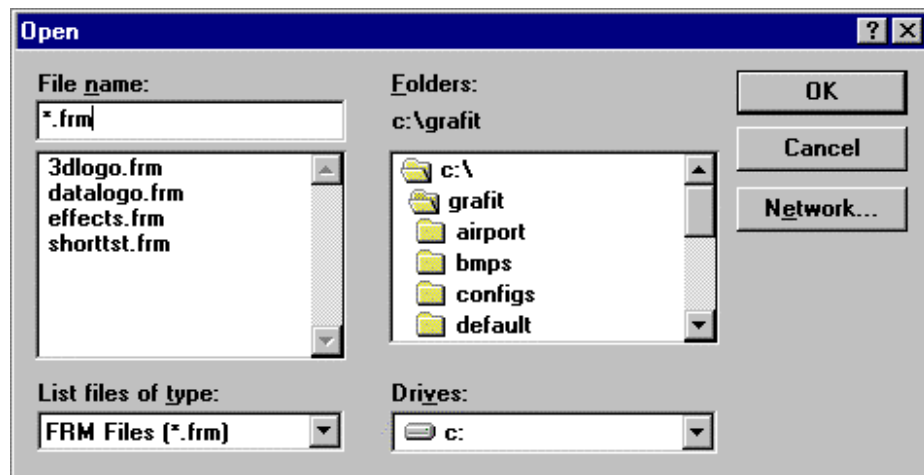 Open
File name:
*.frm
3dlogo.frm
datalogo.frm
effects.frm
shorttst.frm
List files of type:
FRM Files (*.frm)
Folders:
c:\grafit
c:\
grafit
airport
bmps
configs
default
Drives:
c:
OK
Cancel
Network...